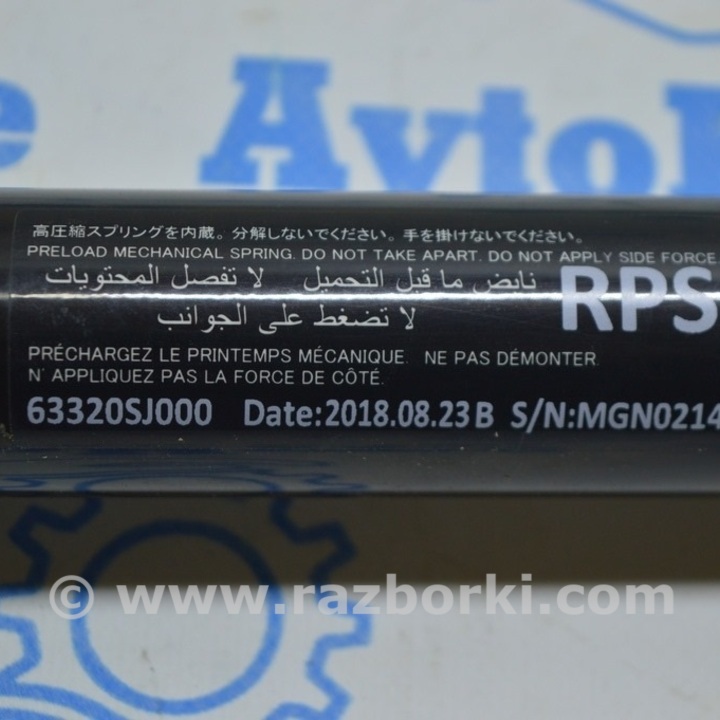 高圧縮スプリングを内蔵。分解しないでください。手を掛けないでください。
PRELOAD MECHANICAL SPRING. DO NOT TAKE APART. DO NOT APPLY SIDE FORCE.
نابض ما قبل التحميل لا تفصل المحتويات
لا تضغط على الجوانب
RPS
PRÉCHARGEZ LE PRINTEMPS MÉCANIQUE. NE PAS DÉMONTER.
N' APPLIQUEZ PAS LA FORCE DE CÔTÉ.
63320SJ000 Date:2018.08.23B S/N:MGN0214
© www.razborki.com